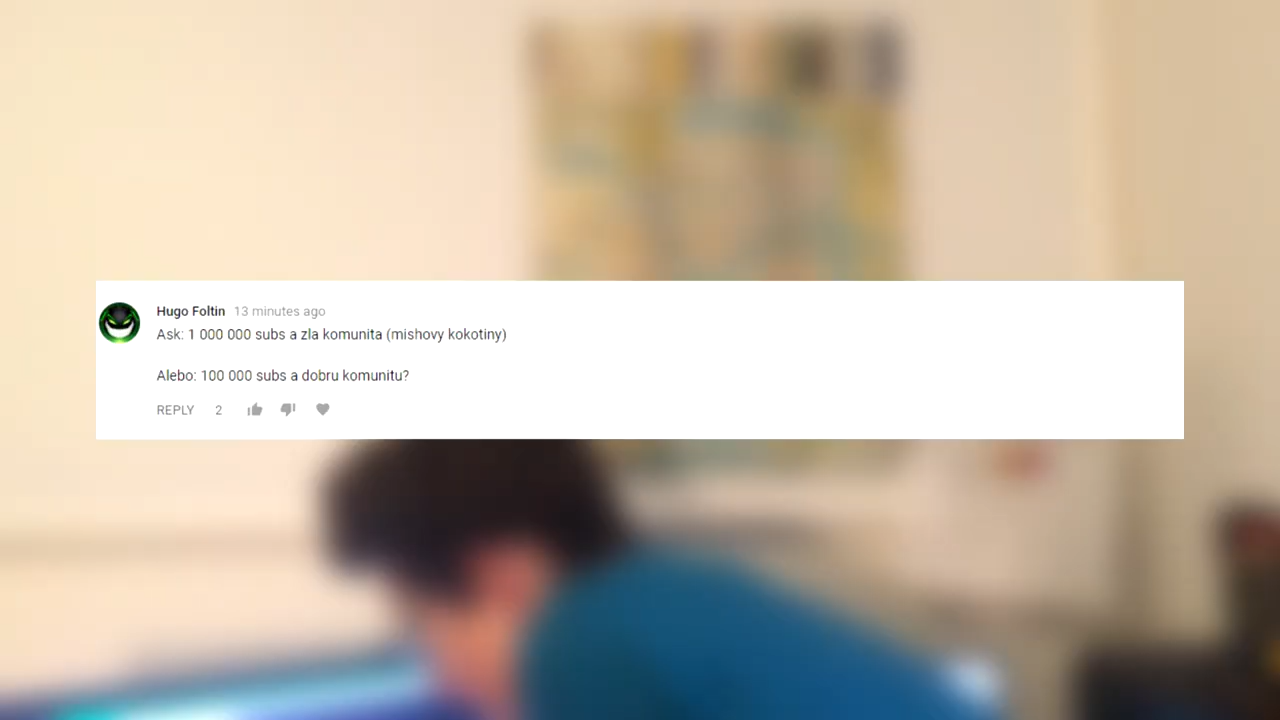 Hugo Foltin 13 minutes ago
Ask: 1 000 000 subs a zla komunita (mishovy kokotiny)
Alebo: 100 000 subs a dobru komunitu?
REPLY 2